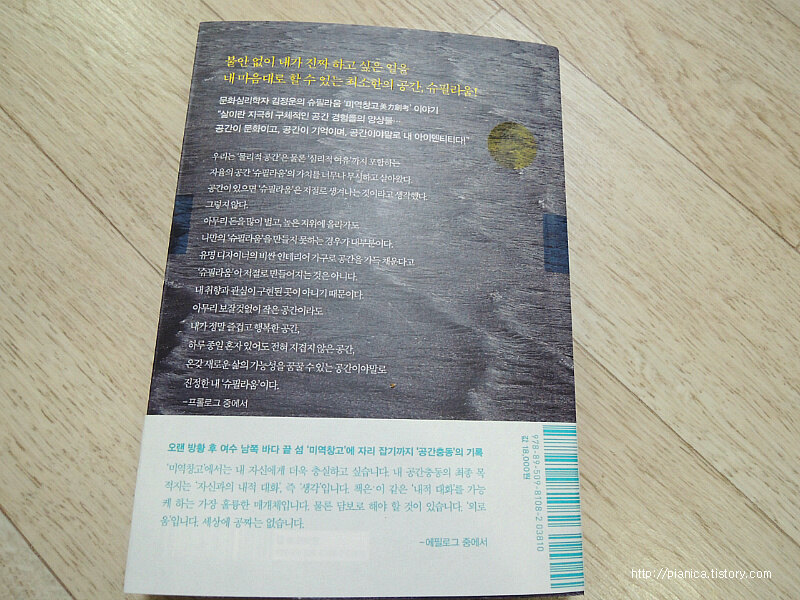 불안 없이 내가 진짜 하고 싶은 일을
내 마음대로 할 수 있는 최소한의 공간, 슈필라움!
문화심리학자 김정운의 슈필라움 '미역창고美力創考' 이야기
"삶이란 지극히 구체적인 공간 경험들의 앙상블…
공간이 문화이고, 공간이 기억이며, 공간이야말로 내 아이덴티티다!"
우리는 '물리적 공간'은 물론 '심리적 여유'까지 포함하는
자율의 공간 '슈필라움'의 가치를 너무나 무시하고 살아왔다.
공간이 있으면 '슈필라움'은 저절로 생겨나는 것이라고 생각했다.
그렇지 않다.
아무리 돈을 많이 벌고, 높은 지위에 올라가도
나만의 '슈필라움'을 만들지 못하는 경우가 대부분이다.
유명 디자이너의 비싼 인테리어 가구로 공간을 가득 채운다고
'슈필라움'이 저절로 만들어지는 것은 아니다.
내 취향과 관심이 구현된 곳이 아니기 때문이다.
아무리 보잘것없이 작은 공간이라도
내가 정말 즐겁고 행복한 공간,
하루 종일 혼자 있어도 전혀 지겹지 않은 공간,
온갖 새로운 삶의 가능성을 꿈꿀 수 있는 공간이야말로
진정한 내 '슈필라움'이다.
-프롤로그 중에서
오랜 방황 후 여수 남쪽 바다 끝 섬 '미역창고'에 자리 잡기까지 '공간충동'의 기록
'미역창고'에서는 내 자신에게 더욱 충실하고 싶습니다. 내 공간충동의 최종 목
적지는 '자신과의 내적 대화', 즉 '생각'입니다. 책은 이 같은 '내적 대화'를 가능
케 하는 가장 훌륭한 매개체입니다. 물론 담보로 해야 할 것이 있습니다. '외로
움'입니다. 세상에 공짜는 없습니다.
-에필로그 중에서
978-89-509-8108-2 03810
값 18,000원
http://pianica.tistory.com